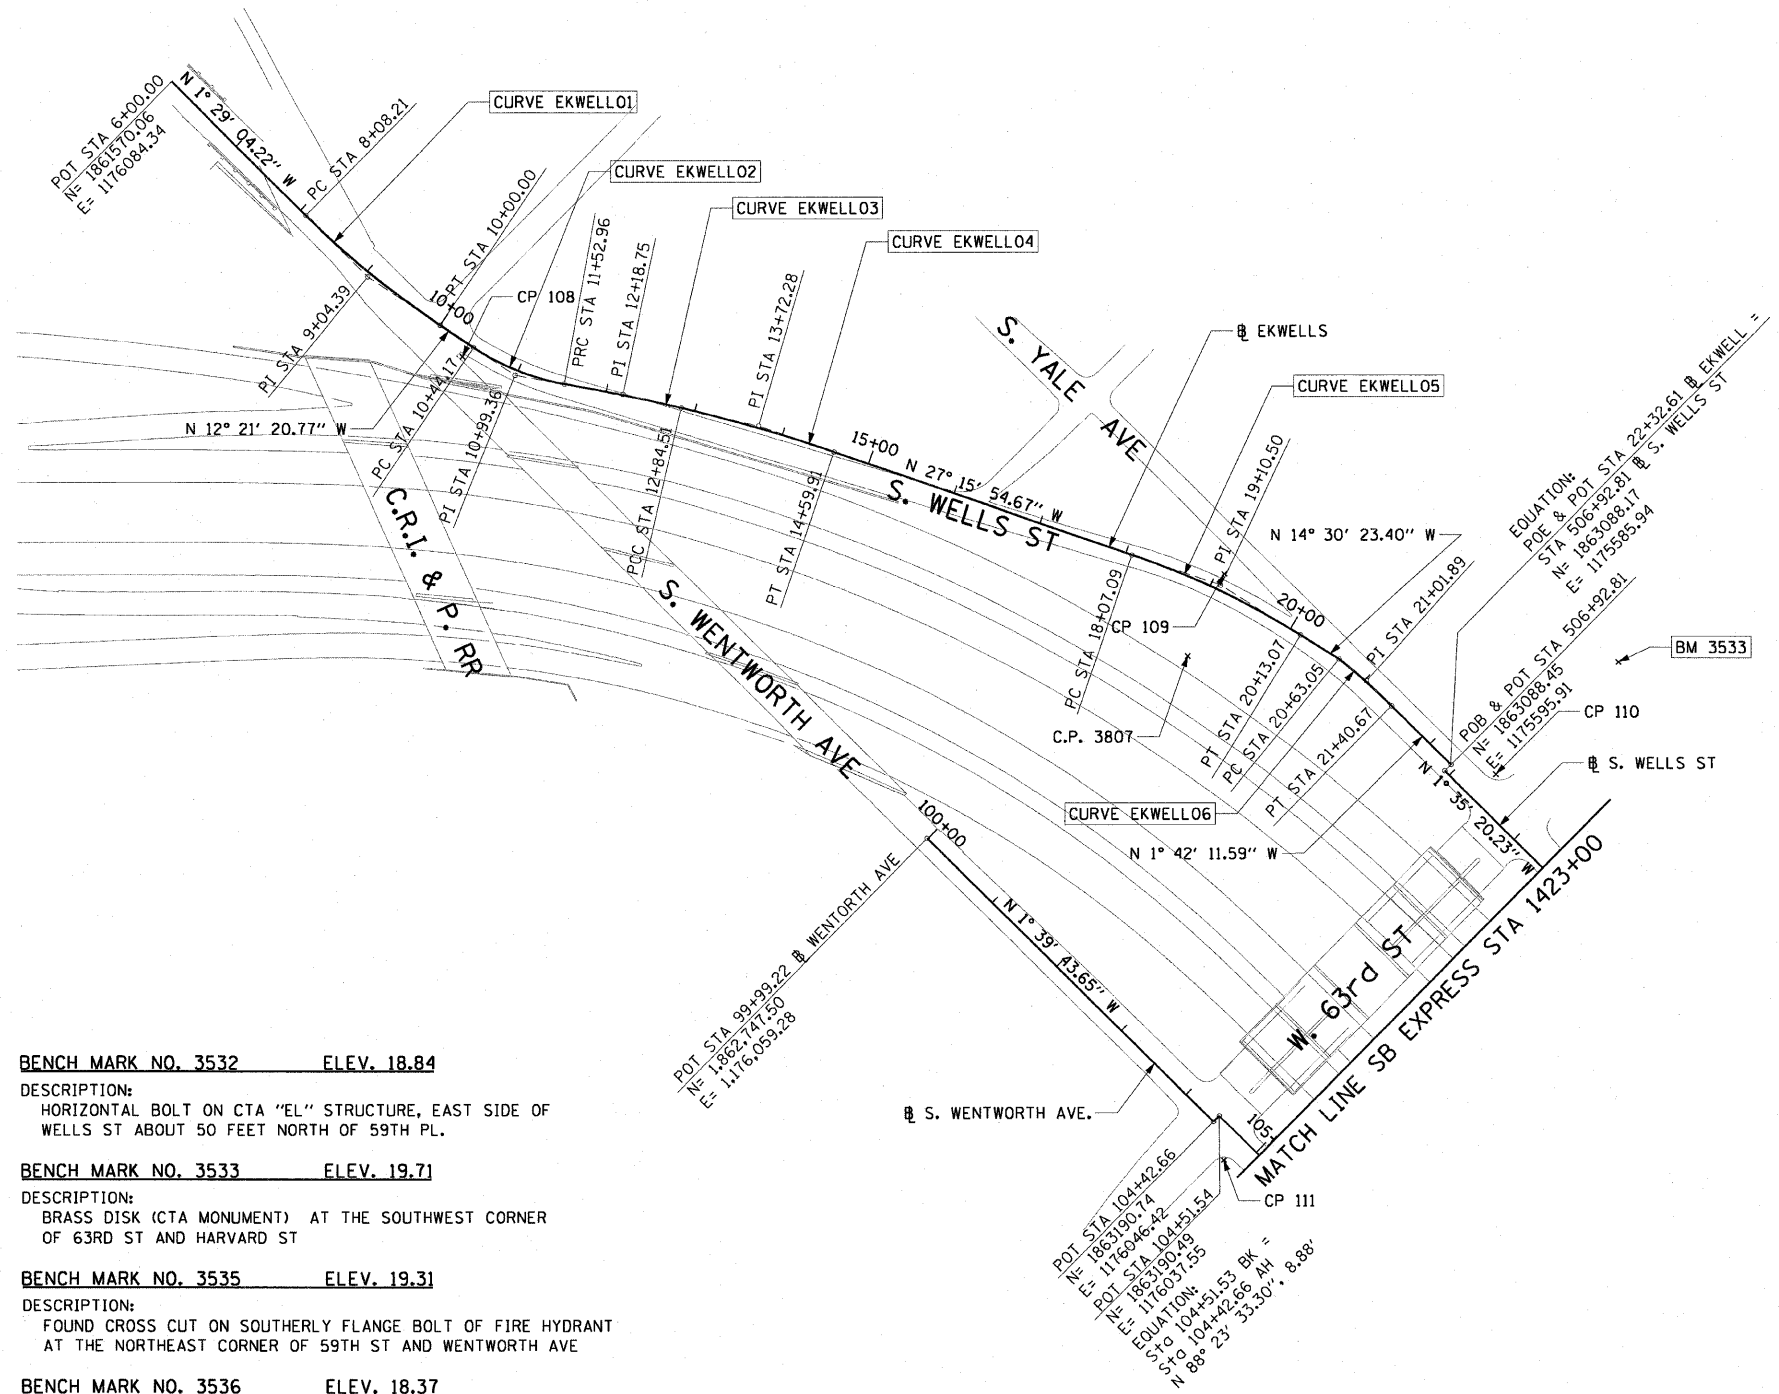 POT STA 6+00.00
N= 1861570.06
E= 1176084.34
N 1° 29' 04.22" W
PC STA 8+08.21
CURVE EKWELL01
PI STA 9+04.39
PT STA 10+00.00
10+00
CURVE EKWELL02
CP 108
N 12° 21' 20.77" W
PC STA 10+44.17
PI STA 10+99.36
PRC STA 11+52.96
PI STA 12+18.75
CURVE EKWELL03
PCC STA 12+84.51
PI STA 13+72.28
CURVE EKWELL04
PT STA 14+59.91
15+00
N 27° 15' 54.67" W
S. WELLS ST
S. YALE AVE
℄ EKWELLS
CURVE EKWELL05
PC STA 18+07.09
PI STA 19+10.50
CP 109
C.P. 3807
20+00
N 14° 30' 23.40" W
PT STA 20+13.07
PC STA 20+63.05
PI STA 21+01.89
PT STA 21+40.67
CURVE EKWELL06
N 1° 42' 11.59" W
EQUATION:
POE & POT STA 22+32.61 ℄ EKWELL =
STA 506+92.81 ℄ S. WELLS ST
N= 1863088.17
E= 1175585.94
POB & POT STA 506+92.81
N= 1863088.45
E= 1175595.91
BM 3533
CP 110
℄ S. WELLS ST
N 1° 35' 20.23" W
C.R.I. & P. RR
S. WENTWORTH AVE
100+00
POT STA 99+99.22 ℄ WENTORTH AVE
N= 1,862,747.50
E= 1,176,059.28
N 1° 39' 43.65" W
℄ S. WENTWORTH AVE.
W. 63rd ST
MATCH LINE SB EXPRESS STA 1423+00
105
CP 111
POT STA 104+42.66
N= 1863190.74
E= 1176046.42
POT STA 104+51.54
N= 1863190.49
E= 1176037.55
EQUATION:
Sta 104+51.53 BK =
Sta 104+42.66 AH
N 88° 23' 33.30", 8.88'
BENCH MARK NO. 3532 ELEV. 18.84
DESCRIPTION:
HORIZONTAL BOLT ON CTA "EL" STRUCTURE, EAST SIDE OF
WELLS ST ABOUT 50 FEET NORTH OF 59TH PL.
BENCH MARK NO. 3533 ELEV. 19.71
DESCRIPTION:
BRASS DISK (CTA MONUMENT) AT THE SOUTHWEST CORNER
OF 63RD ST AND HARVARD ST
BENCH MARK NO. 3535 ELEV. 19.31
DESCRIPTION:
FOUND CROSS CUT ON SOUTHERLY FLANGE BOLT OF FIRE HYDRANT
AT THE NORTHEAST CORNER OF 59TH ST AND WENTWORTH AVE
BENCH MARK NO. 3536 ELEV. 18.37